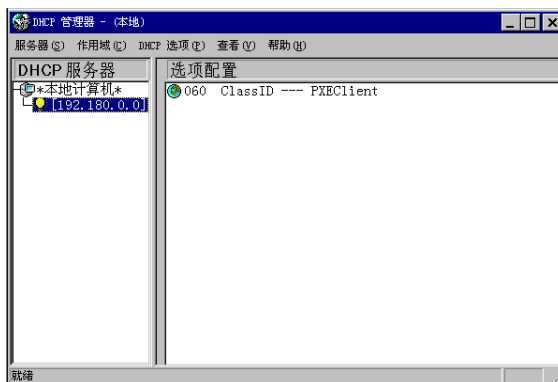 DHCP 管理器 - (本地)
服务器(S) 作用域(C) DHCP 选项(P) 查看(V) 帮助(H)
DHCP 服务器
*本地计算机*
[192.180.0.0]
选项配置
060 ClassID --- PXEClient
就绪